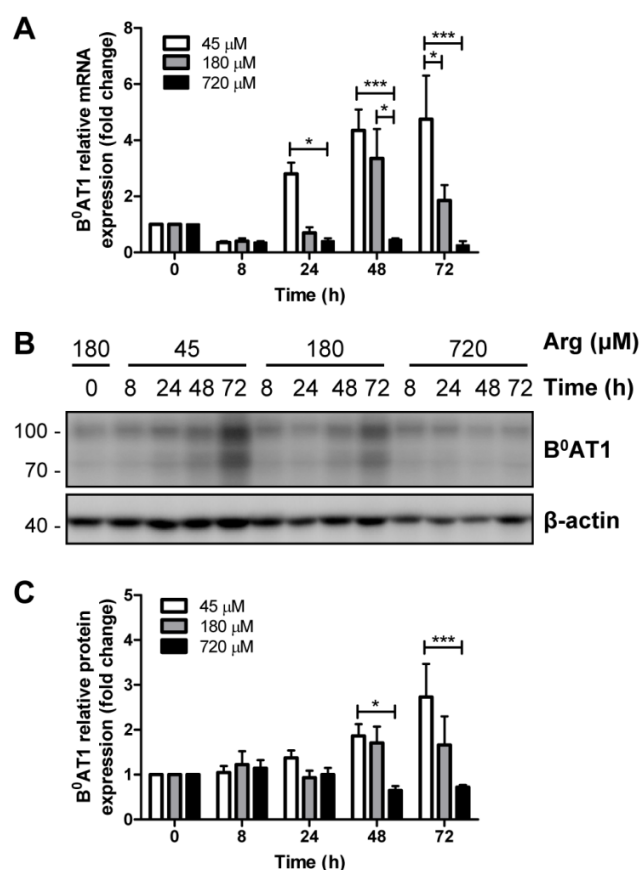 A
B⁰AT1 relative mRNA
expression (fold change)
8
6
4
2
0
45 μM
180 μM
720 μM
*
***
*
***
*
0 8 24 48 72
Time (h)
B
180 45 180 720 Arg (μM)
0 8 24 48 72 8 24 48 72 8 24 48 72 Time (h)
100 -
70 -
B⁰AT1
40 -
β-actin
C
B⁰AT1 relative protein
expression (fold change)
5
4
3
2
1
0
45 μM
180 μM
720 μM
*
***
0 8 24 48 72
Time (h)